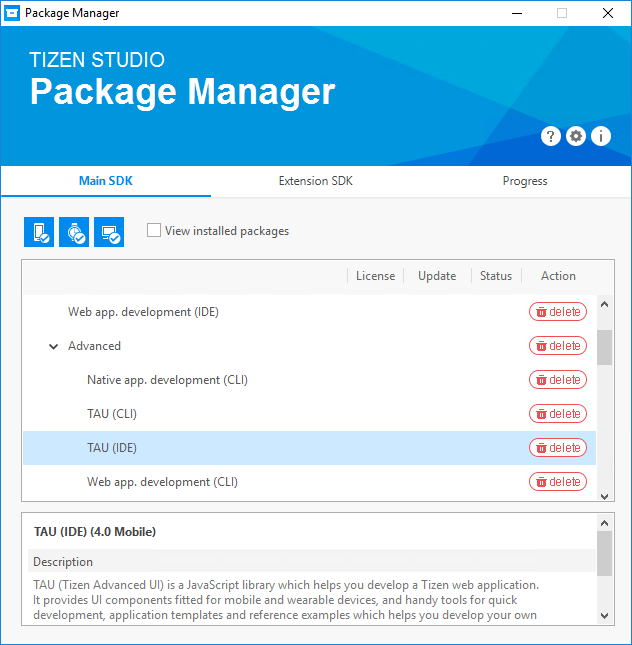 Package Manager
TIZEN STUDIO
Package Manager
Main SDK Extension SDK Progress
View installed packages
License Update Status Action
Web app. development (IDE) delete
Advanced delete
Native app. development (CLI) delete
TAU (CLI) delete
TAU (IDE) delete
Web app. development (CLI) delete
TAU (IDE) (4.0 Mobile)
Description
TAU (Tizen Advanced UI) is a JavaScript library which helps you develop a Tizen web application.
It provides UI components fitted for mobile and wearable devices, and handy tools for quick
development, application templates and reference examples which helps you develop your own